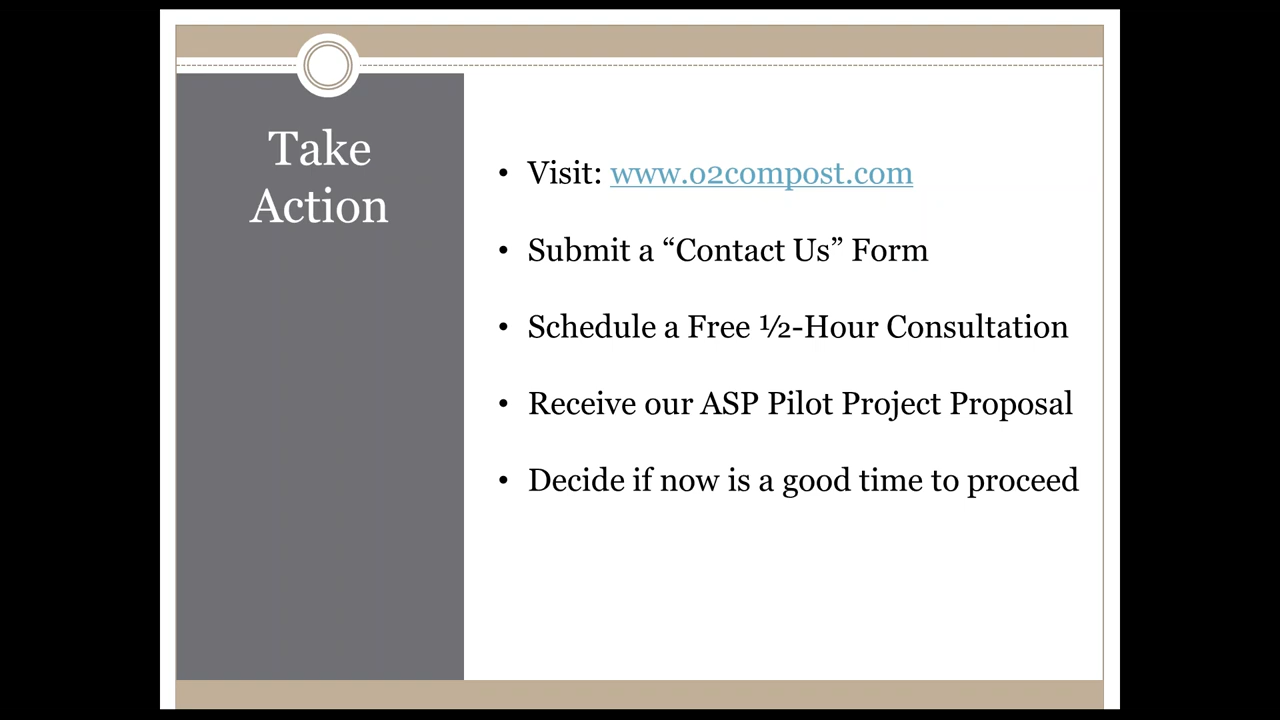 Take
Action
• Visit: www.o2compost.com
• Submit a “Contact Us” Form
• Schedule a Free ½-Hour Consultation
• Receive our ASP Pilot Project Proposal
• Decide if now is a good time to proceed